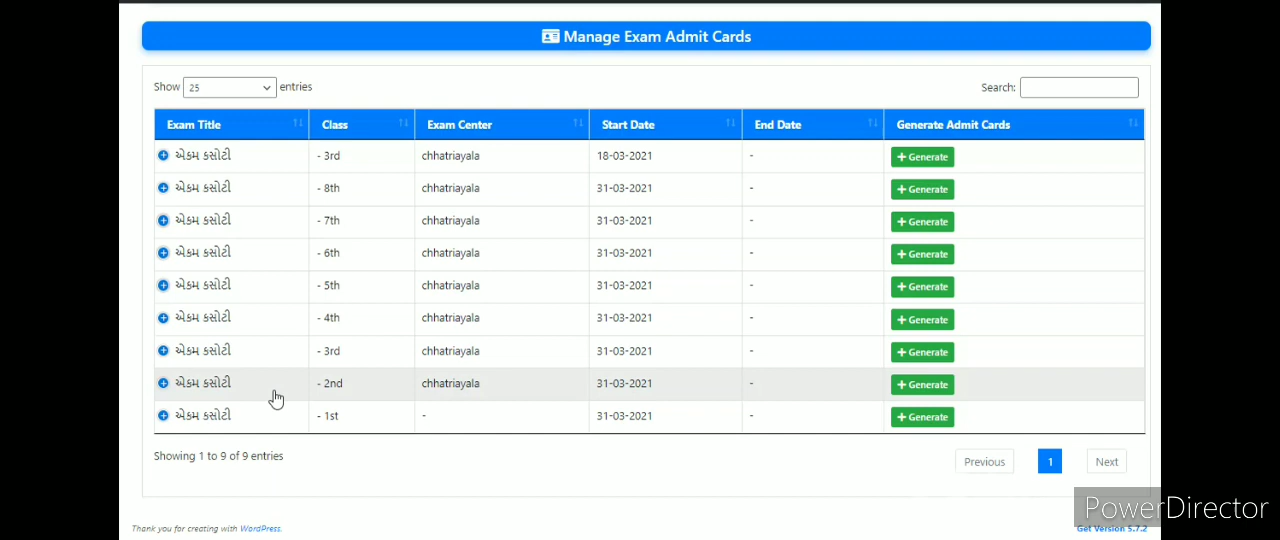 Manage Exam Admit Cards
Show 25 entries Search:
Exam Title Class Exam Center Start Date End Date Generate Admit Cards
એકમ કસોટી - 3rd chhatriayala 18-03-2021 - Generate
એકમ કસોટી - 8th chhatriayala 31-03-2021 - Generate
એકમ કસોટી - 7th chhatriayala 31-03-2021 - Generate
એકમ કસોટી - 6th chhatriayala 31-03-2021 - Generate
એકમ કસોટી - 5th chhatriayala 31-03-2021 - Generate
એકમ કસોટી - 4th chhatriayala 31-03-2021 - Generate
એકમ કસોટી - 3rd chhatriayala 31-03-2021 - Generate
એકમ કસોટી - 2nd chhatriayala 31-03-2021 - Generate
એકમ કસોટી - 1st - 31-03-2021 - Generate
Showing 1 to 9 of 9 entries Previous 1 Next
PowerDirector
Thank you for creating with WordPress. Get Version 5.7.2